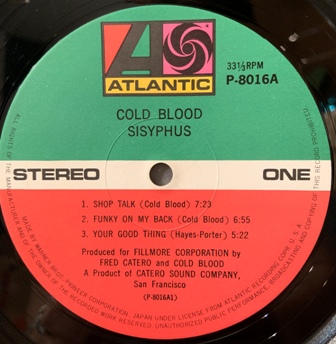 ATLANTIC
33⅓RPM
P-8016A
COLD BLOOD
SISYPHUS
STEREO
ONE
1. SHOP TALK (Cold Blood) 7:23
2. FUNKY ON MY BACK (Cold Blood) 6:55
3. YOUR GOOD THING (Hayes-Porter) 5:22
Produced for FILLMORE CORPORATION by
FRED CATERO and COLD BLOOD
A Product of CATERO SOUND COMPANY,
San Francisco
(P-8016A1)
MADE BY WARNER BROS. PIONEER CORPORATION, JAPAN UNDER LICENSE FROM ATLANTIC RECORDING CORP., U.S.A.
ALL RIGHTS OF THE MANUFACTURER AND OF THE OWNER OF THE RECORDED WORK RESERVED. UNAUTHORIZED PUBLIC PERFORMANCE, BROADCASTING AND COPYING OF THIS RECORD PROHIBITED.